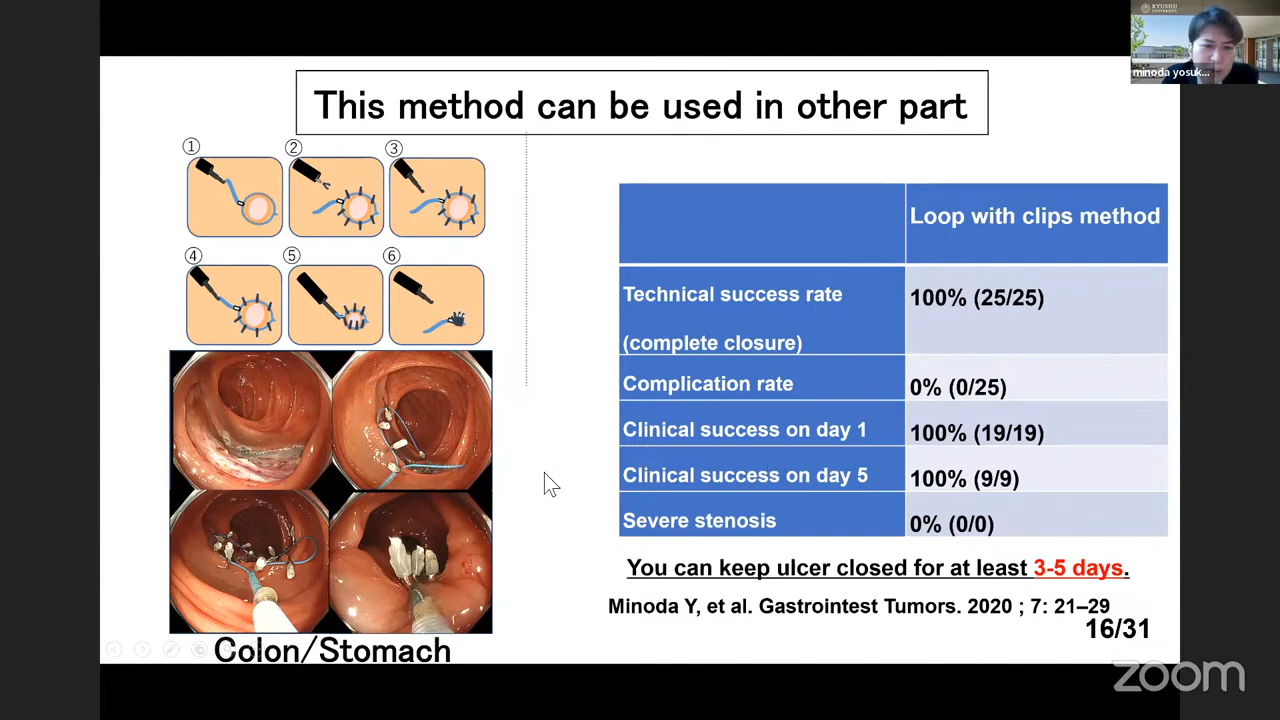 KYUSHU
UNIVERSITY
minoda yosuk...
This method can be used in other part
① ② ③
④ ⑤ ⑥
Colon/Stomach
Loop with clips method
Technical success rate
(complete closure)
100% (25/25)
Complication rate
0% (0/25)
Clinical success on day 1
100% (19/19)
Clinical success on day 5
100% (9/9)
Severe stenosis
0% (0/0)
You can keep ulcer closed for at least 3-5 days.
Minoda Y, et al. Gastrointest Tumors. 2020 ; 7: 21–29
16/31
zoom